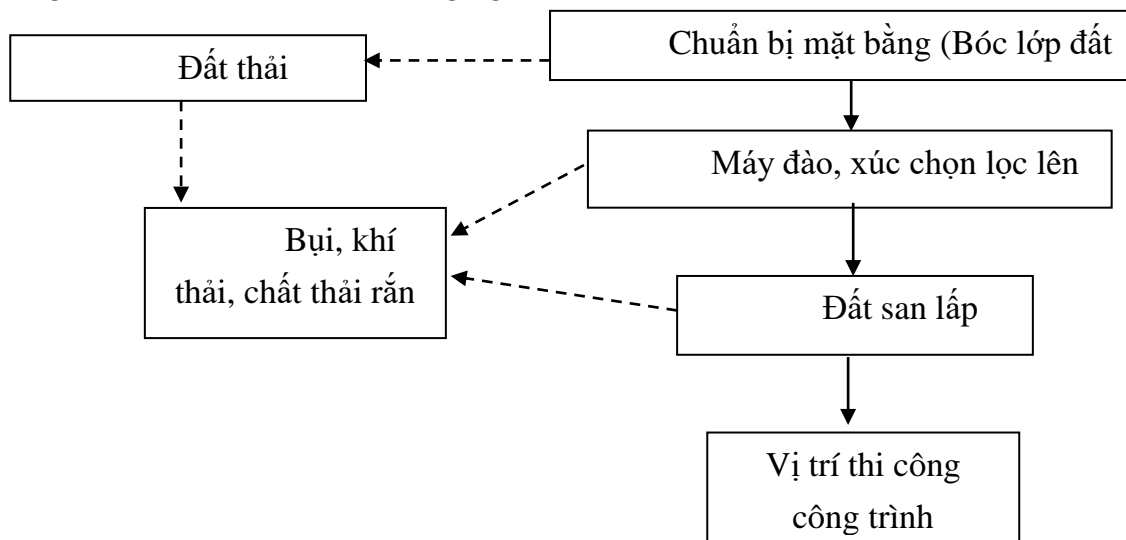 Chuẩn bị mặt bằng (Bóc lớp đất
Đất thải
Máy đào, xúc chọn lọc lên
Bụi, khí
thải, chất thải rắn
Đất san lấp
Vị trí thi công
công trình